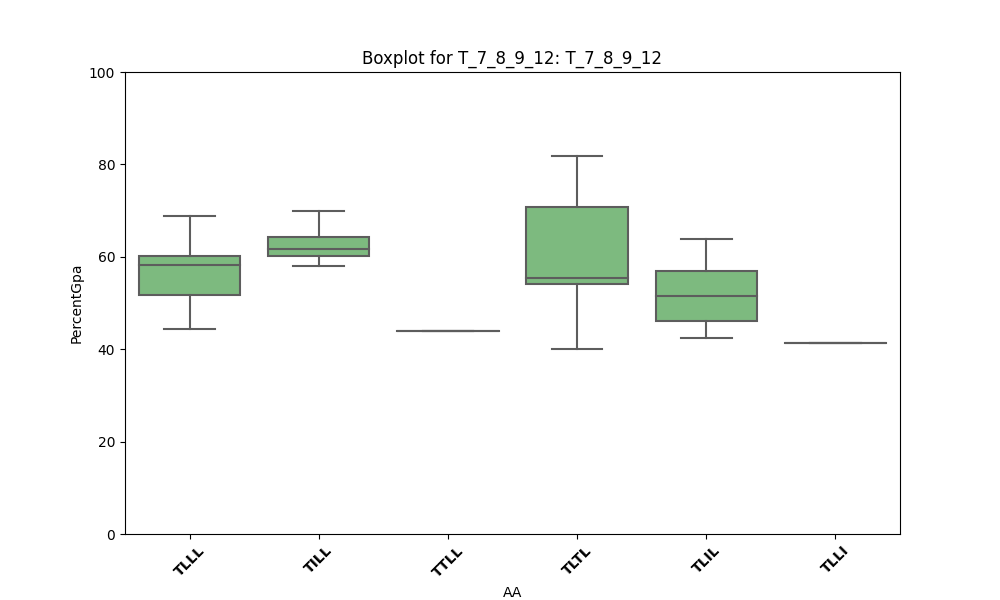 Boxplot for T_7_8_9_12: T_7_8_9_12
100
80
60
40
20
0
PercentGpa
TLLL
TILL
TTLL
TLTL
TLIL
TLLI
AA